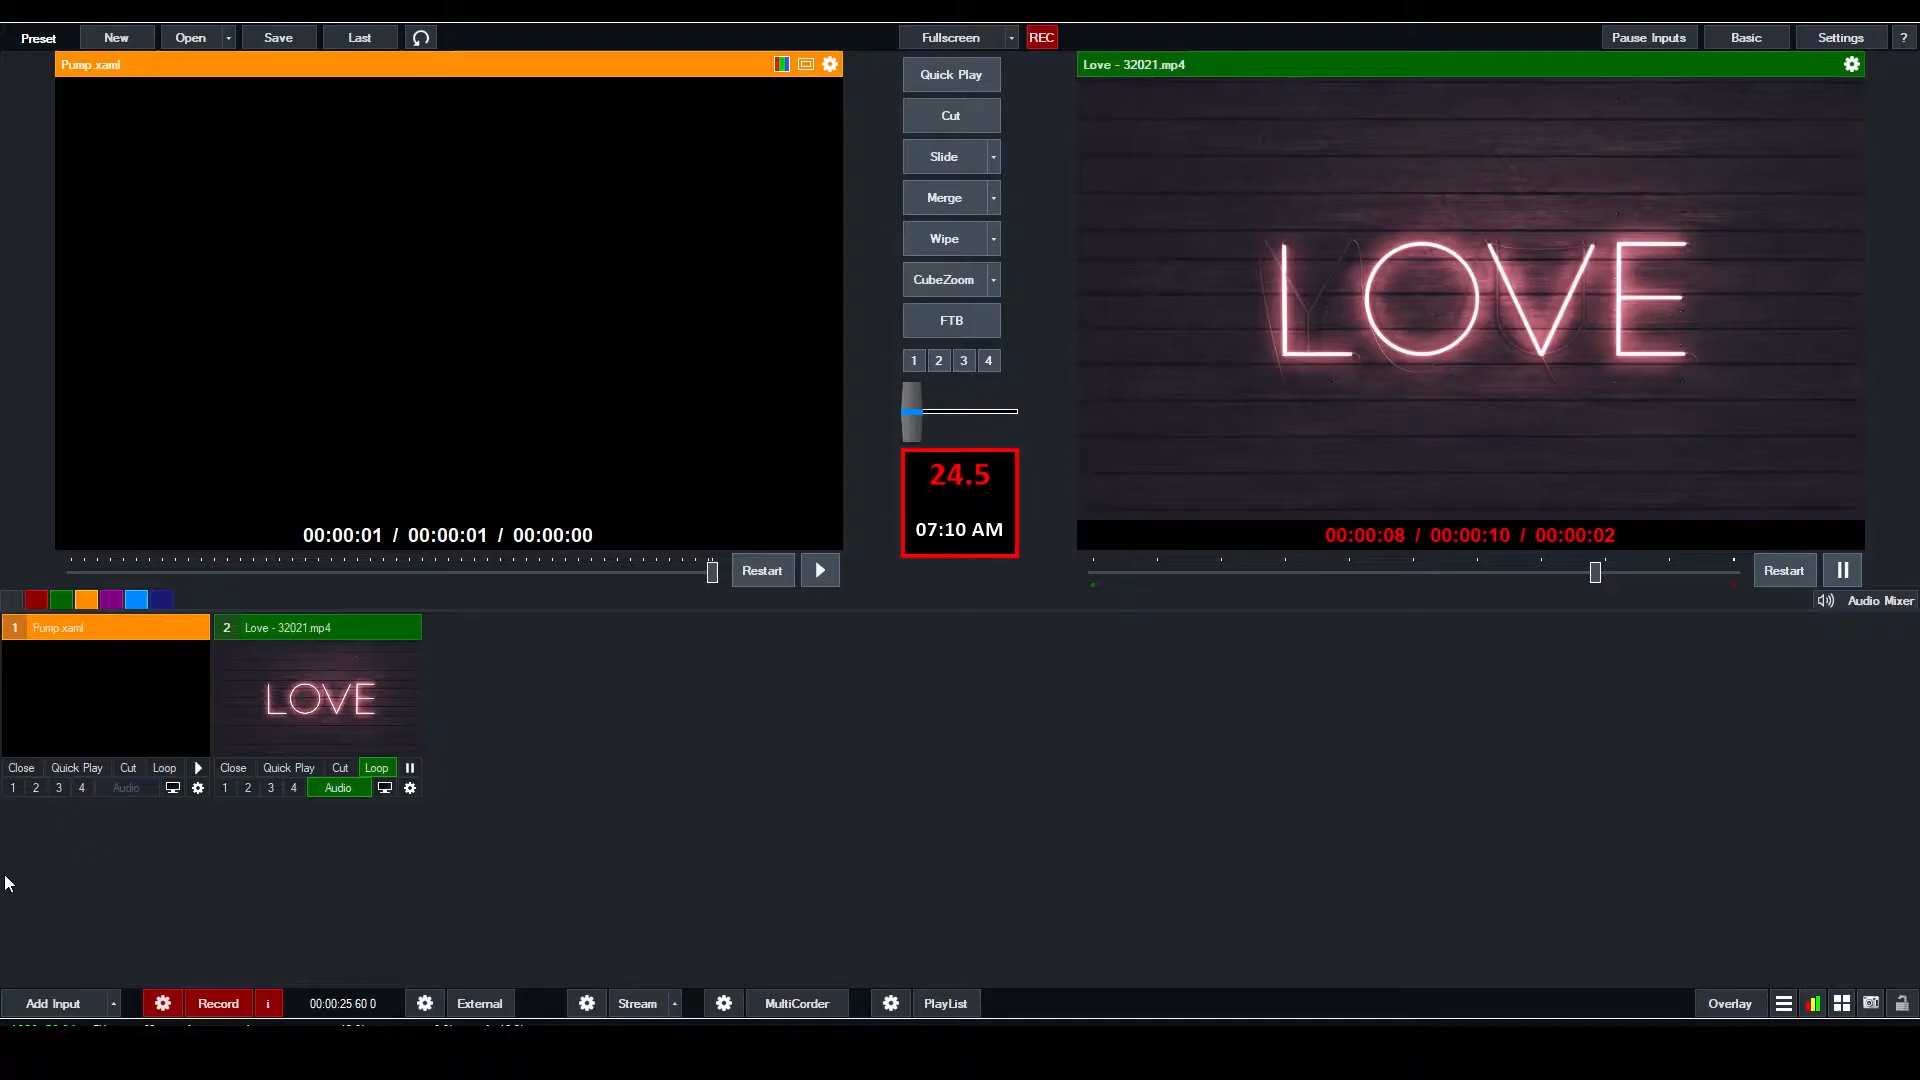 Preset New Open Save Last Fullscreen REC Pause Inputs Basic Settings ?
Pump.xaml
Love - 32021.mp4
Quick Play
Cut
Slide
Merge
Wipe
CubeZoom
FTB
1 2 3 4
24.5
07:10 AM
LOVE
00:00:01 / 00:00:01 / 00:00:00
00:00:08 / 00:00:10 / 00:00:02
Restart
Restart
Audio Mixer
1 Pump.xaml
2 Love - 32021.mp4
LOVE
Close Quick Play Cut Loop
Close Quick Play Cut Loop
1 2 3 4 Audio
1 2 3 4 Audio
Add Input Record i 00:00:25 60 0 External Stream MultiCorder PlayList Overlay